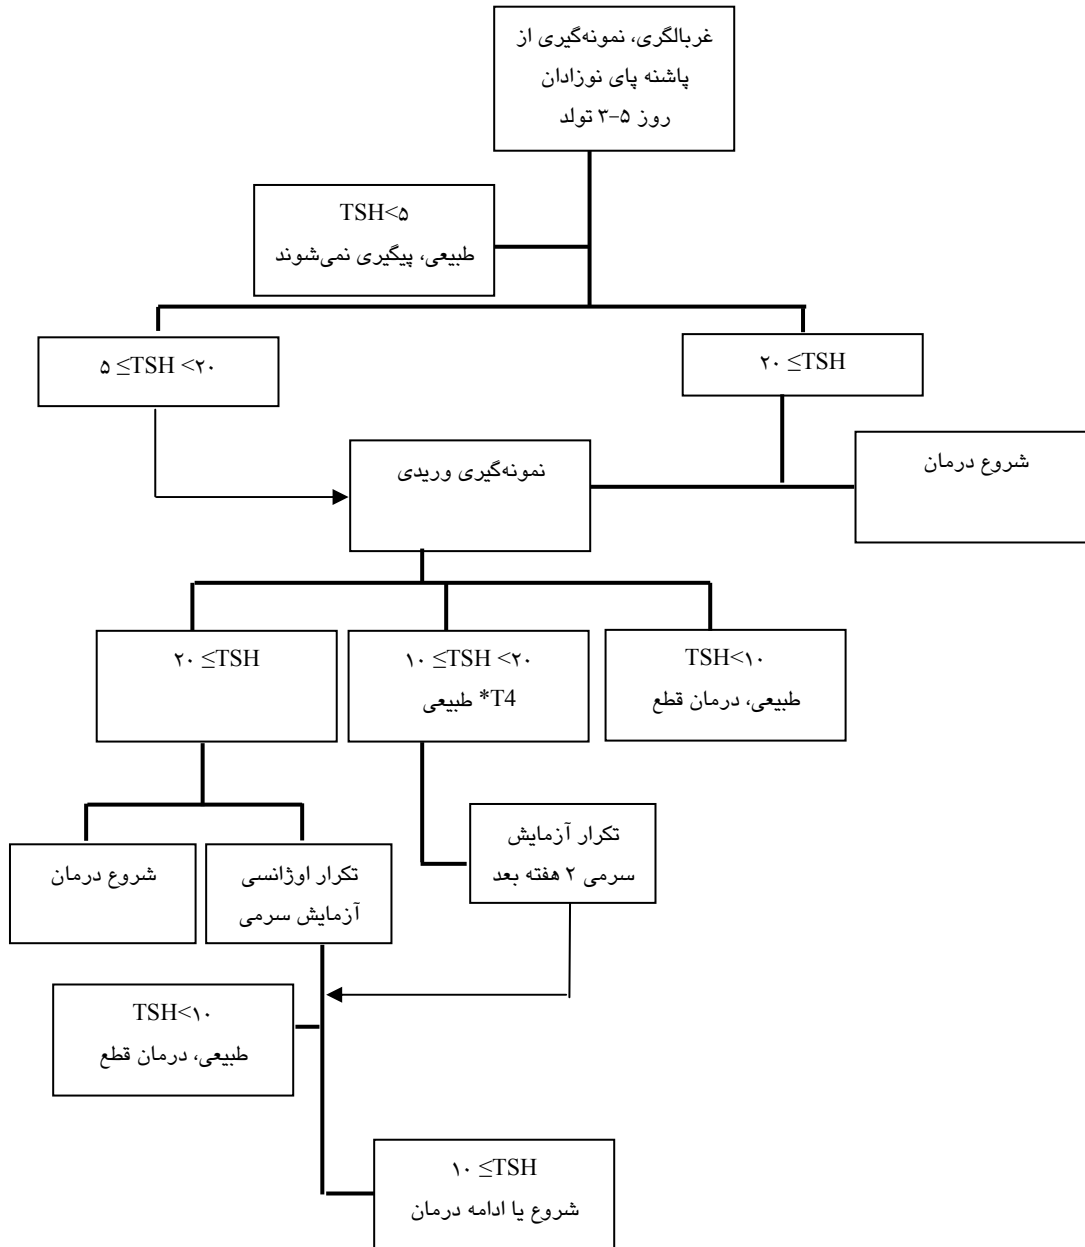 غربالگری، نمونه‌گیری از
پاشنه پای نوزادان
روز ۵-۳ تولد
TSH<۵
طبیعی، پیگیری نمی‌شوند
۵ ≤TSH <۲۰
۲۰ ≤TSH
نمونه‌گیری وریدی
شروع درمان
۲۰ ≤TSH
۱۰ ≤TSH <۲۰
T4* طبیعی
TSH<۱۰
طبیعی، درمان قطع
شروع درمان
تکرار اوژانسی
آزمایش سرمی
تکرار آزمایش
سرمی ۲ هفته بعد
TSH<۱۰
طبیعی، درمان قطع
۱۰ ≤TSH
شروع یا ادامه درمان